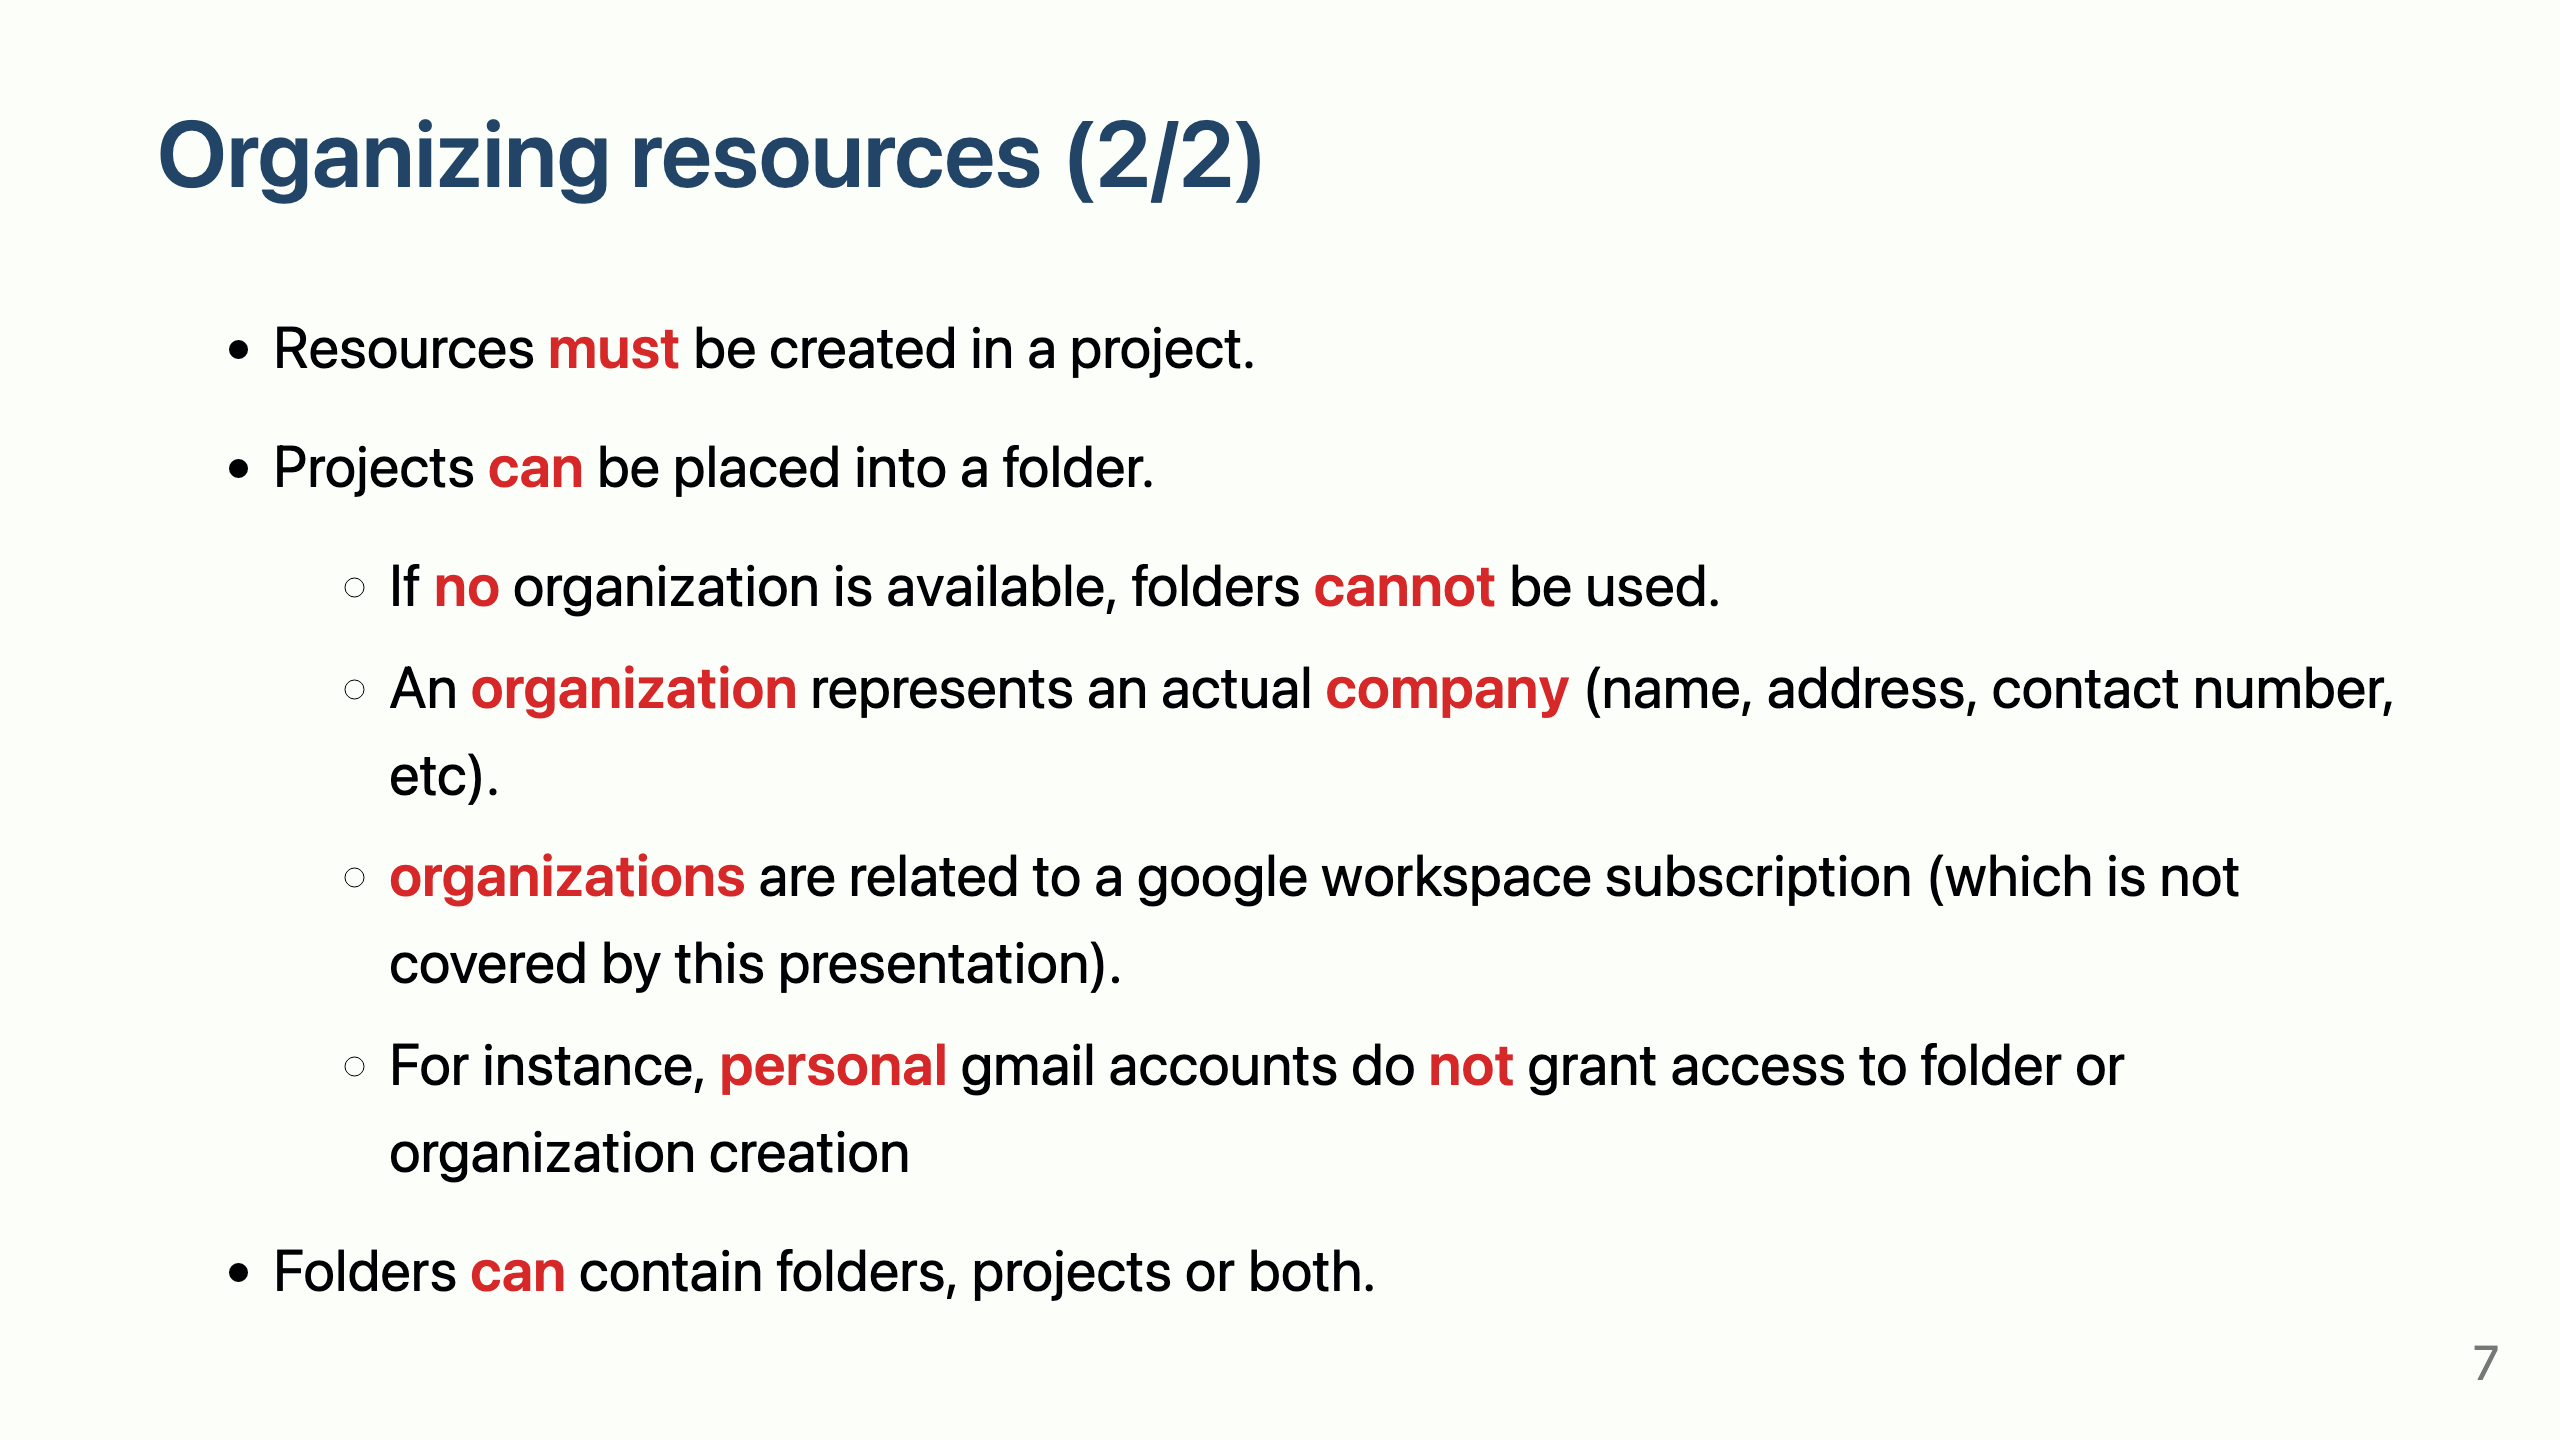 Organizing resources (2/2)
• Resources must be created in a project.
• Projects can be placed into a folder.
○ If no organization is available, folders cannot be used.
○ An organization represents an actual company (name, address, contact number,
etc).
○ organizations are related to a google workspace subscription (which is not
covered by this presentation).
○ For instance, personal gmail accounts do not grant access to folder or
organization creation
• Folders can contain folders, projects or both.
7